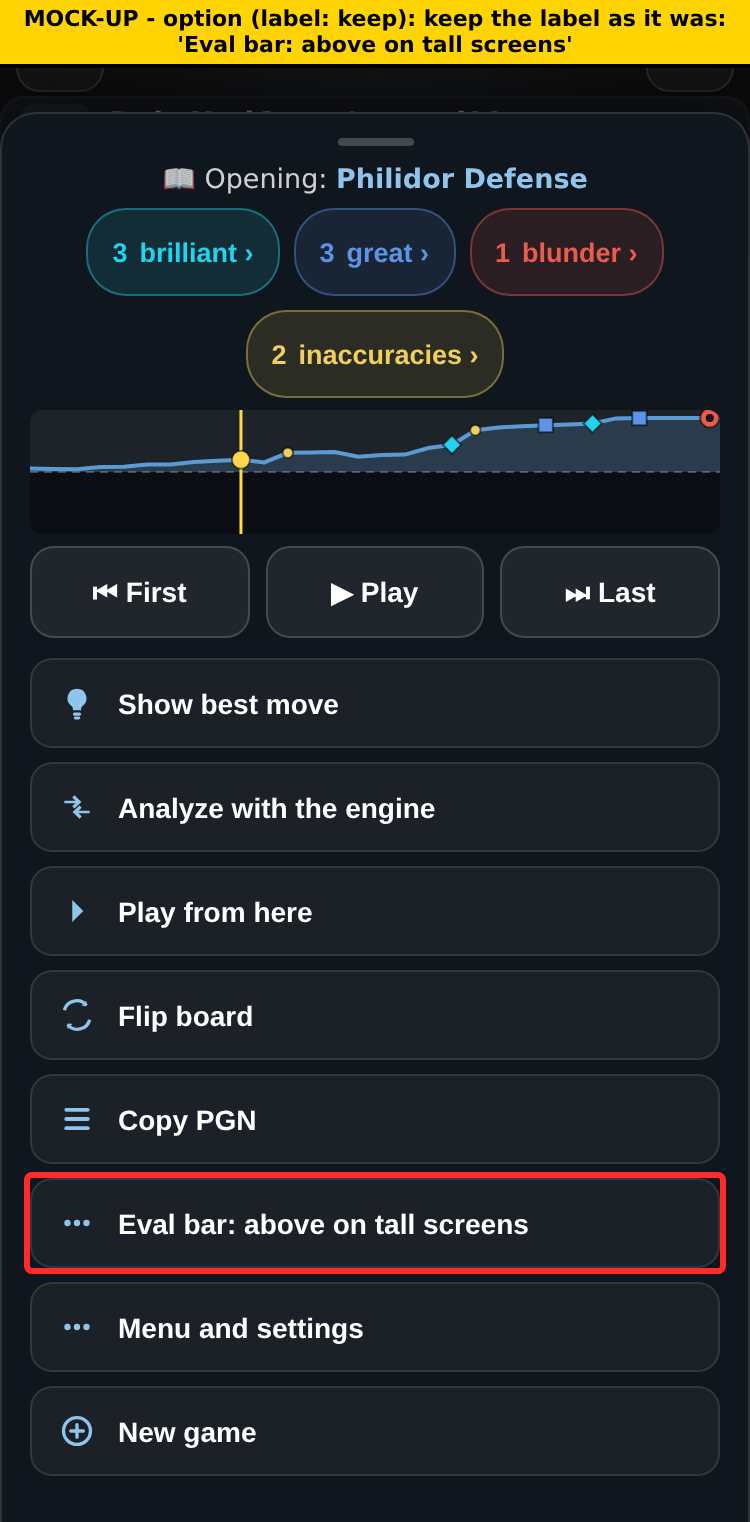 MOCK-UP - option (label: keep): keep the label as it was:
'Eval bar: above on tall screens'
📖 Opening: Philidor Defense
3 brilliant ›
3 great ›
1 blunder ›
2 inaccuracies ›
⏮ First
▶ Play
⏭ Last
Show best move
Analyze with the engine
Play from here
Flip board
Copy PGN
Eval bar: above on tall screens
Menu and settings
New game